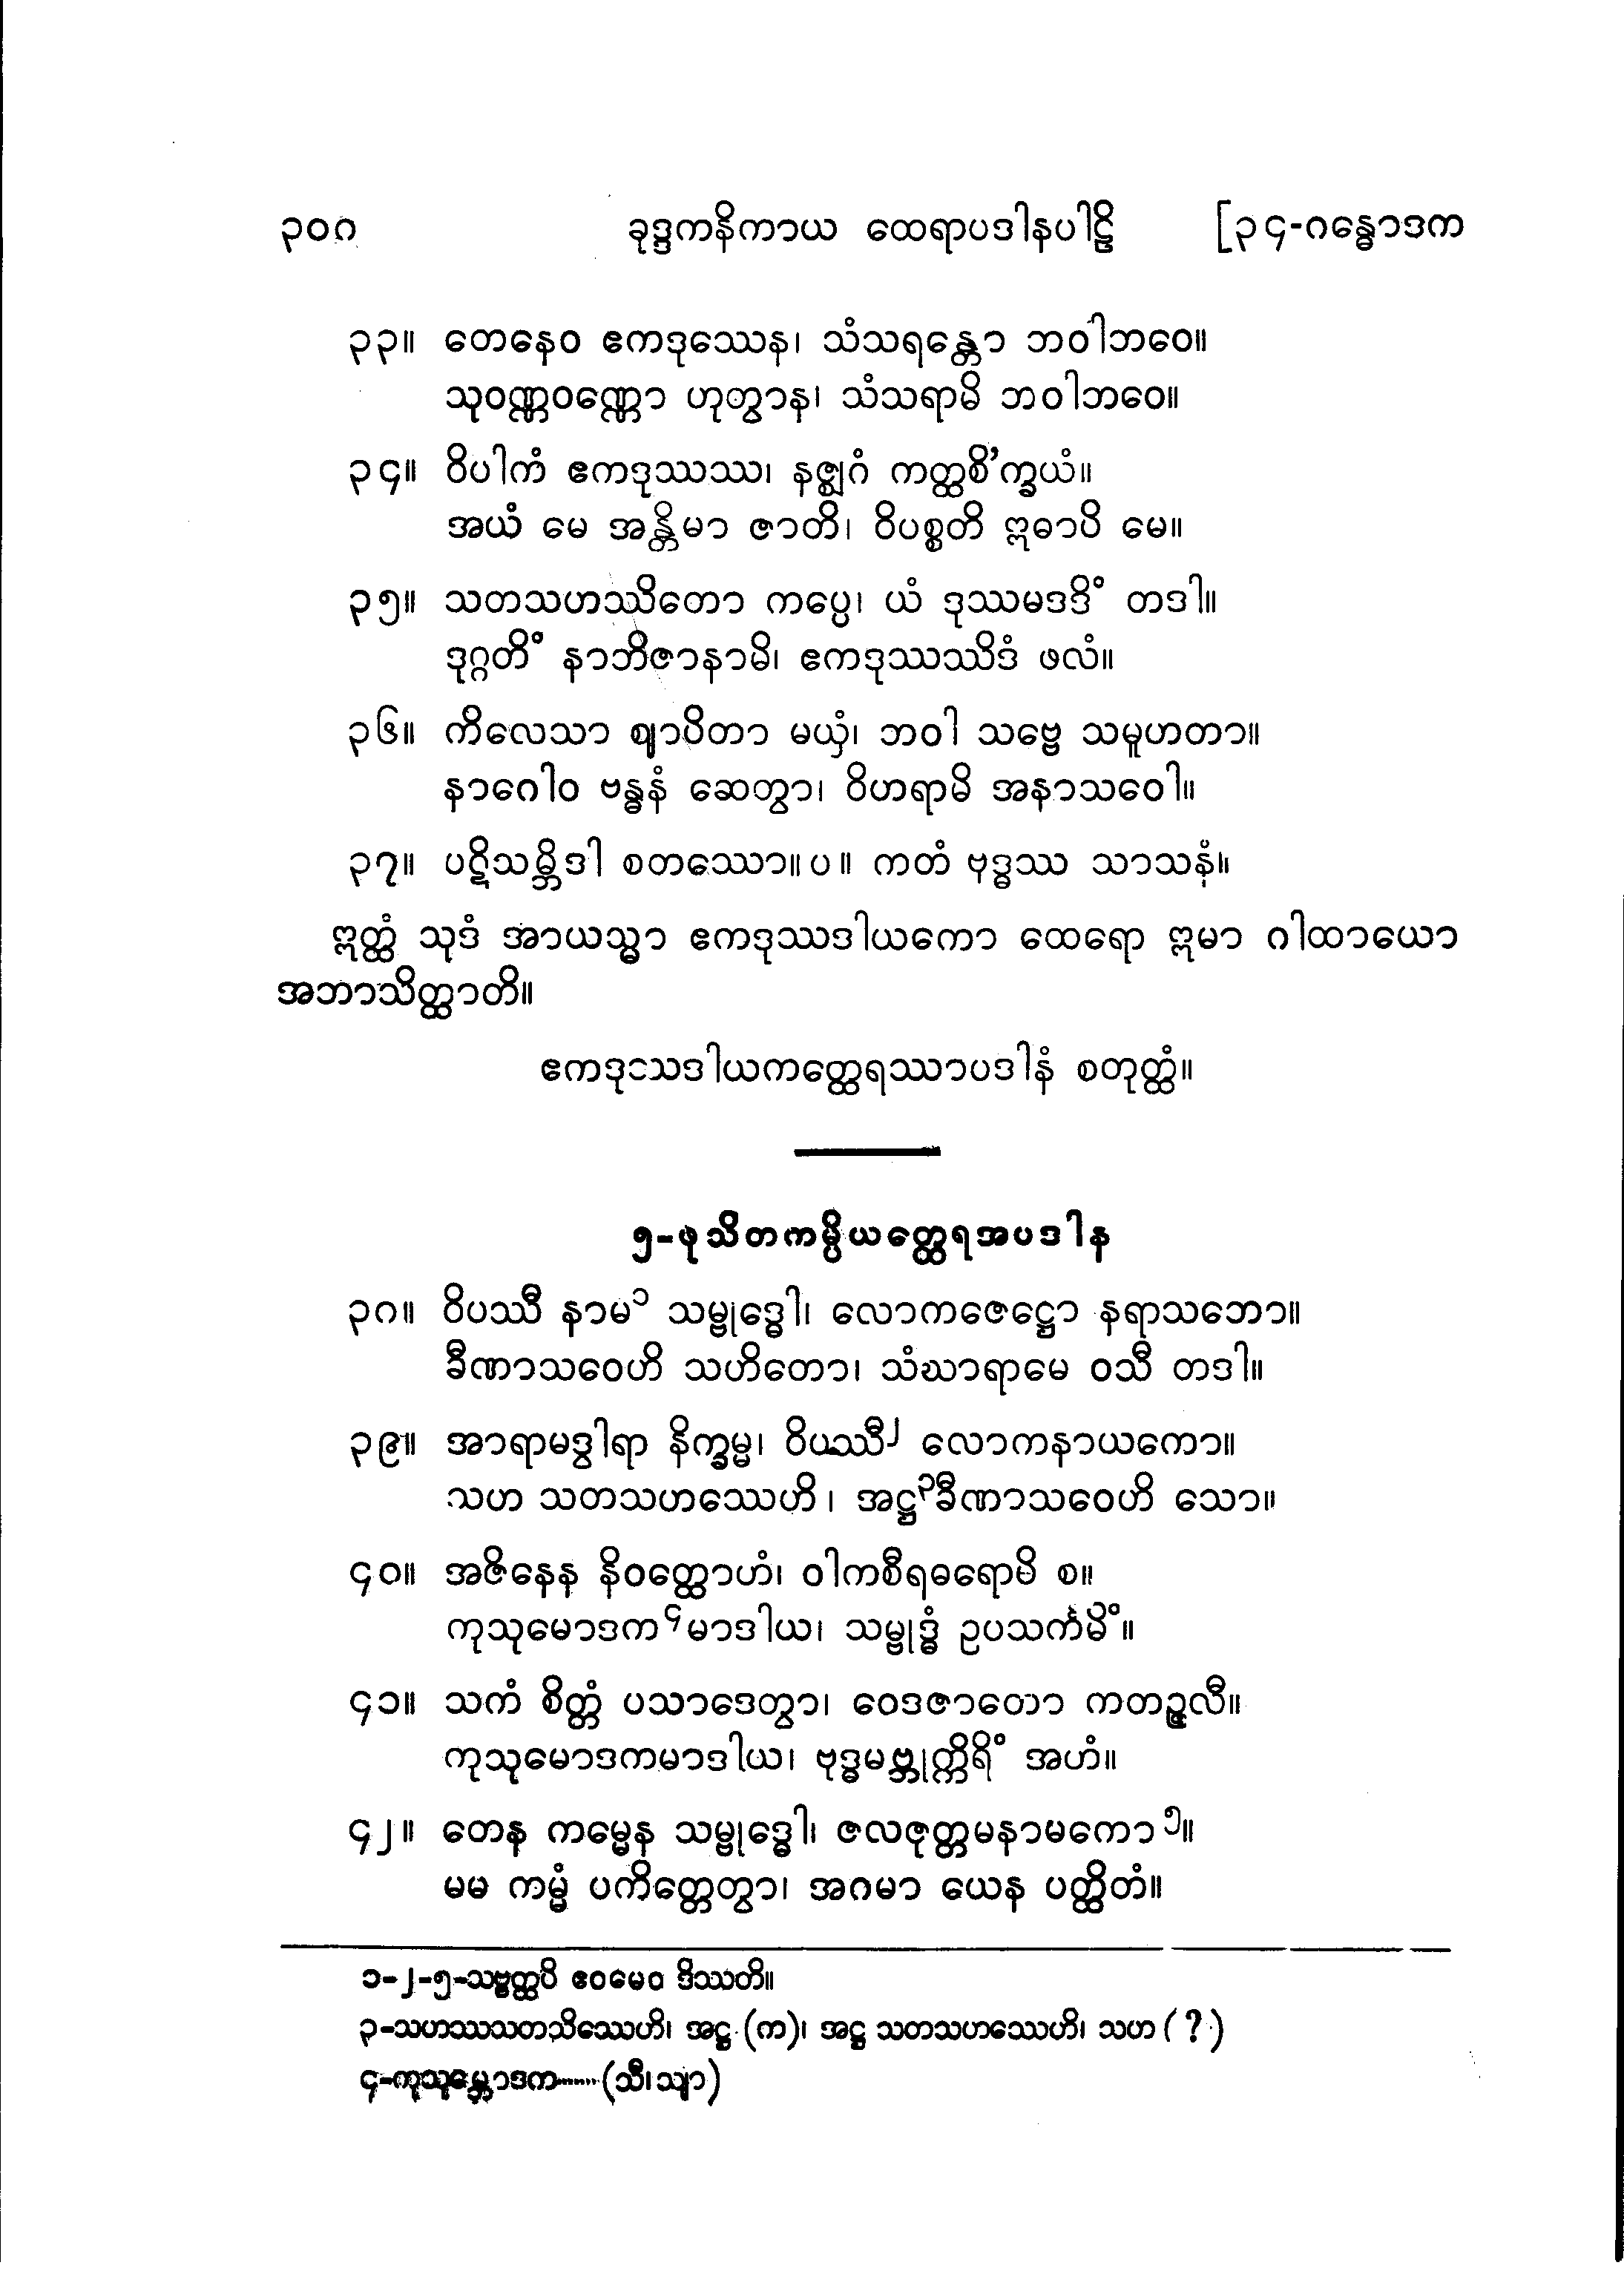 ၃၀၈ ခုဒ္ဒကနိကာယ ထေရာပဒါနပါဠိ [၃၄-ဂန္ဓောဒက
၃၃။ တေနေဝ ဧကဒုဿေန၊ သံသရန္တော ဘဝါဘဝေ။
သုဝဏ္ဏဝဏ္ဏော ဟုတွာန၊ သံသရာမိ ဘဝါဘဝေ။
၃၄။ ဝိပါကံ ဧကဒုဿဿ၊ နဇ္ဈဂံ ကတ္ထစိ’က္ခယံ။
အယံ မေ အန္တိမာ ဇာတိ၊ ဝိပစ္စတိ ဣဓာပိ မေ။
၃၅။ သတသဟဿိတော ကပ္ပေ၊ ယံ ဒုဿမဒဒိံ တဒါ။
ဒုဂ္ဂတိံ နာဘိဇာနာမိ၊ ဧကဒုဿဿိဒံ ဖလံ။
၃၆။ ကိလေသာ ဈာပိတာ မယှံ၊ ဘဝါ သဗ္ဗေ သမူဟတာ။
နာဂေါဝ ဗန္ဓနံ ဆေတွာ၊ ဝိဟရာမိ အနာသဝေါ။
၃၇။ ပဋိသမ္ဘိဒါ စတဿော။ ပ ။ ကတံ ဗုဒ္ဓဿ သာသနံ။
ဣတ္ထံ သုဒံ အာယသ္မာ ဧကဒုဿဒါယကော ထေရော ဣမာ ဂါထာယော
အဘာသိတ္ထာတိ။
ဧကဒုဿဒါယကတ္ထေရဿာပဒါနံ စတုတ္ထံ။
၅-ဖုသိတကမ္ပိယတ္ထေရအပဒါန
၃၈။ ဝိပဿီ နာမ၁ သမ္ဗုဒ္ဓေါ၊ လောကဇေဋ္ဌော နရာသဘော။
ခီဏာသဝေဟိ သဟိတော၊ သံဃာရာမေ ဝသီ တဒါ။
၃၉။ အာရာမဒွါရာ နိက္ခမ္မ၊ ဝိပဿီ၂ လောကနာယကော။
သဟ သတသဟဿေဟိ၊ အဋ္ဌ၃ခီဏာသဝေဟိ သော။
၄၀။ အဇိနေန နိဝတ္ထောဟံ၊ ဝါကစီရဓရောမိ စ။
ကုသုမောဒက၄မာဒါယ၊ သမ္ဗုဒ္ဓံ ဥပသင်္ကမိံ။
၄၁။ သကံ စိတ္တံ ပသာဒေတွာ၊ ဝေဒဇာတော ကတဉ္ဇလီ။
ကုသုမောဒကမာဒါယ၊ ဗုဒ္ဓမဗ္ဘုက္ကိရိံ အဟံ။
၄၂။ တေန ကမ္မေန သမ္ဗုဒ္ဓေါ၊ ဇလဇုတ္တမနာမကော၅။
မမ ကမ္မံ ပကိတ္တေတွာ၊ အဂမာ ယေန ပတ္ထိတံ။
၁-၂-၅-သဗ္ဗတ္ထပိ ဧဝမေဝ ဒိဿတိ။
၃-သဟဿသတသိဿေဟိ၊ အဋ္ဌ (က)၊ အဋ္ဌ သတသဟဿေဟိ၊ သဟ (?)
၄-ကုသုမ္ဘောဒက......(သီ၊သျာ)